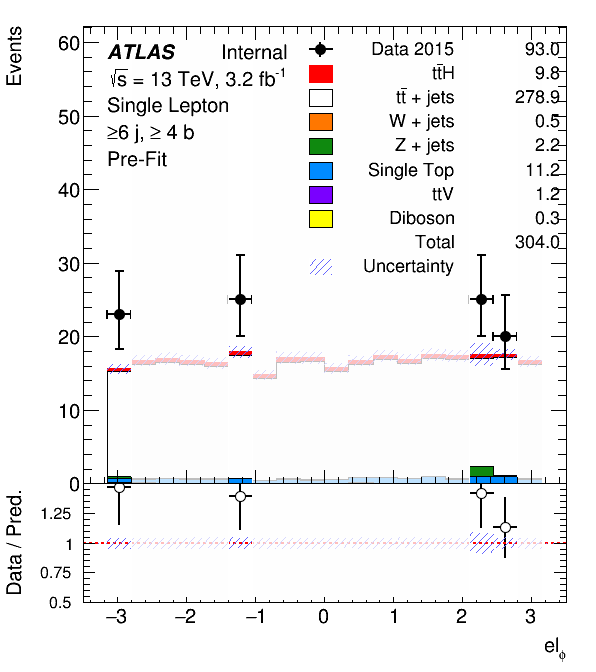 Events
60
50
40
30
20
10
0
ATLAS Internal
√s = 13 TeV, 3.2 fb⁻¹
Single Lepton
≥6 j, ≥ 4 b
Pre-Fit
Data 2015 93.0
tt̄H 9.8
tt̄ + jets 278.9
W + jets 0.5
Z + jets 2.2
Single Top 11.2
ttV 1.2
Diboson 0.3
Total 304.0
Uncertainty
Data / Pred.
1.25
1
0.75
0.5
−3 −2 −1 0 1 2 3
el_ϕ